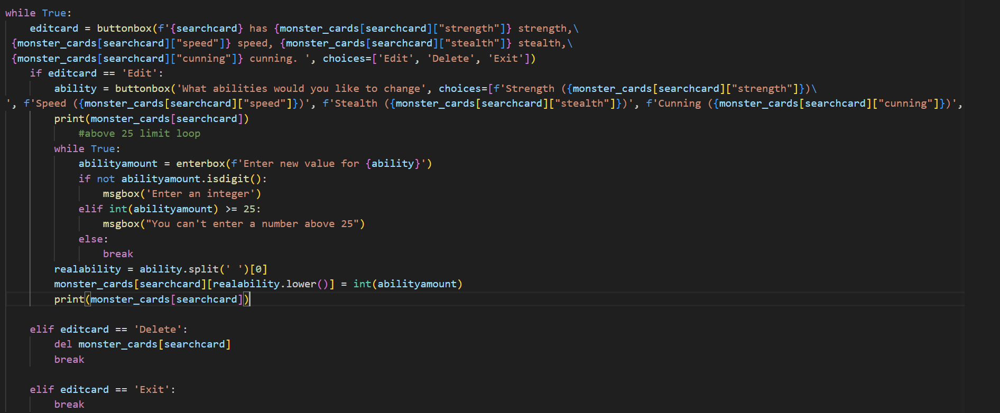 while True:
    editcard = buttonbox(f'{searchcard} has {monster_cards[searchcard]["strength"]} strength,\
 {monster_cards[searchcard]["speed"]} speed, {monster_cards[searchcard]["stealth"]} stealth,\
 {monster_cards[searchcard]["cunning"]} cunning. ', choices=['Edit', 'Delete', 'Exit'])
    if editcard == 'Edit':
        ability = buttonbox('What abilities would you like to change', choices=[f'Strength ({monster_cards[searchcard]["strength"]})\
', f'Speed ({monster_cards[searchcard]["speed"]})', f'Stealth ({monster_cards[searchcard]["stealth"]})', f'Cunning ({monster_cards[searchcard]["cunning"]})',
        print(monster_cards[searchcard])
            #above 25 limit loop
        while True:
            abilityamount = enterbox(f'Enter new value for {ability}')
            if not abilityamount.isdigit():
                msgbox('Enter an integer')
            elif int(abilityamount) >= 25:
                msgbox("You can't enter a number above 25")
            else:
                break
        realability = ability.split(' ')[0]
        monster_cards[searchcard][realability.lower()] = int(abilityamount)
        print(monster_cards[searchcard])
    elif editcard == 'Delete':
        del monster_cards[searchcard]
        break
    elif editcard == 'Exit':
        break